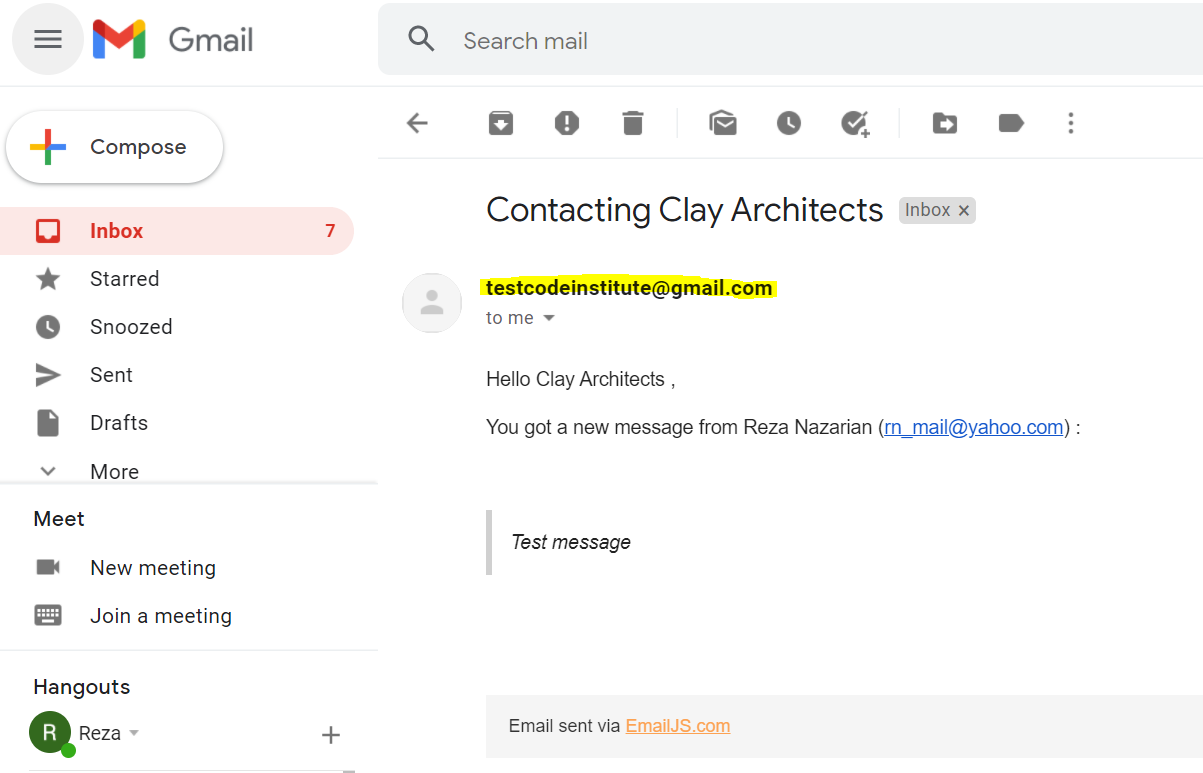 Gmail
Search mail
Compose
Inbox 7
Starred
Snoozed
Sent
Drafts
More
Meet
New meeting
Join a meeting
Hangouts
R Reza
Contacting Clay Architects Inbox x
testcodeinstitute@gmail.com
to me
Hello Clay Architects ,
You got a new message from Reza Nazarian (rn_mail@yahoo.com) :
Test message
Email sent via EmailJS.com